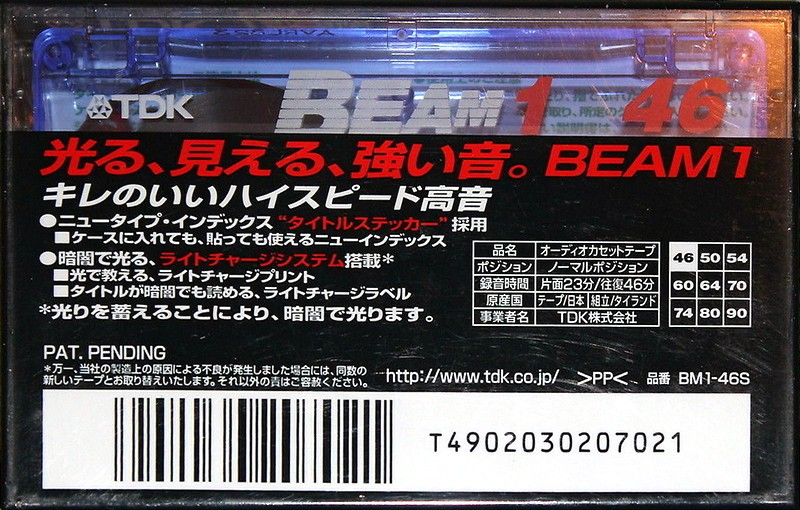 TDK BEAM 1 46
光る、見える、強い音。BEAM1
キレのいいハイスピード高音
●ニュータイプ・インデックス“タイトルステッカー”採用
■ケースに入れても、貼っても使えるニューインデックス
●暗闇で光る、ライトチャージシステム搭載*
■光で教える、ライトチャージプリント
■タイトルが暗闇でも読める、ライトチャージラベル
*光りを蓄えることにより、暗闇で光ります。
品名 オーディオカセットテープ
ポジション ノーマルポジション
録音時間 片面23分/往復46分
原産国 テープ/日本 組立/タイランド
事業者名 TDK株式会社
46 50 54
60 64 70
74 80 90
PAT. PENDING
*万一、当社の製造上の原因による不良が発生しました場合には、同数の
新しいテープとお取り替えいたします。それ以外の責はご容赦ください。
http://www.tdk.co.jp/ >PP< 品番 BM1-46S
T4902030207021